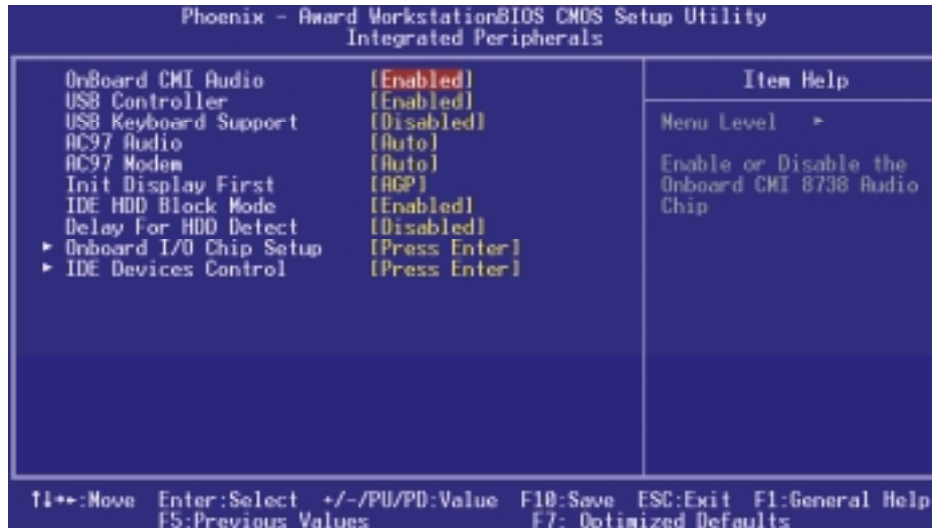 Phoenix - Award WorkstationBIOS CMOS Setup Utility
Integrated Peripherals
OnBoard CMI Audio [Enabled]
USB Controller [Enabled]
USB Keyboard Support [Disabled]
AC97 Audio [Auto]
AC97 Modem [Auto]
Init Display First [AGP]
IDE HDD Block Mode [Enabled]
Delay For HDD Detect [Disabled]
► Onboard I/O Chip Setup [Press Enter]
► IDE Devices Control [Press Enter]
Item Help
Menu Level ►
Enable or Disable the
Onboard CMI 8738 Audio
Chip
↑↓→←:Move Enter:Select +/-/PU/PD:Value F10:Save ESC:Exit F1:General Help
F5:Previous Values F7: Optimized Defaults